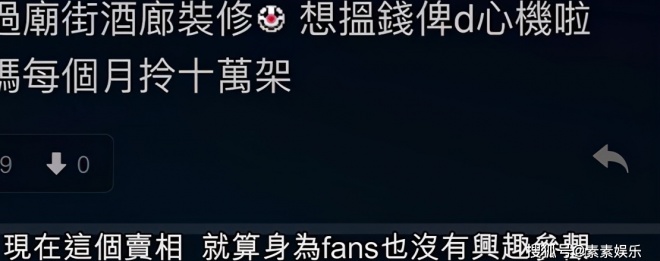 過廟街酒廊裝修 想搵錢俾d心機啦
每個月拎十萬架
9 0
現在這個賣相 就算身為fans也沒有興趣參觀
搜狐号@素素娱乐